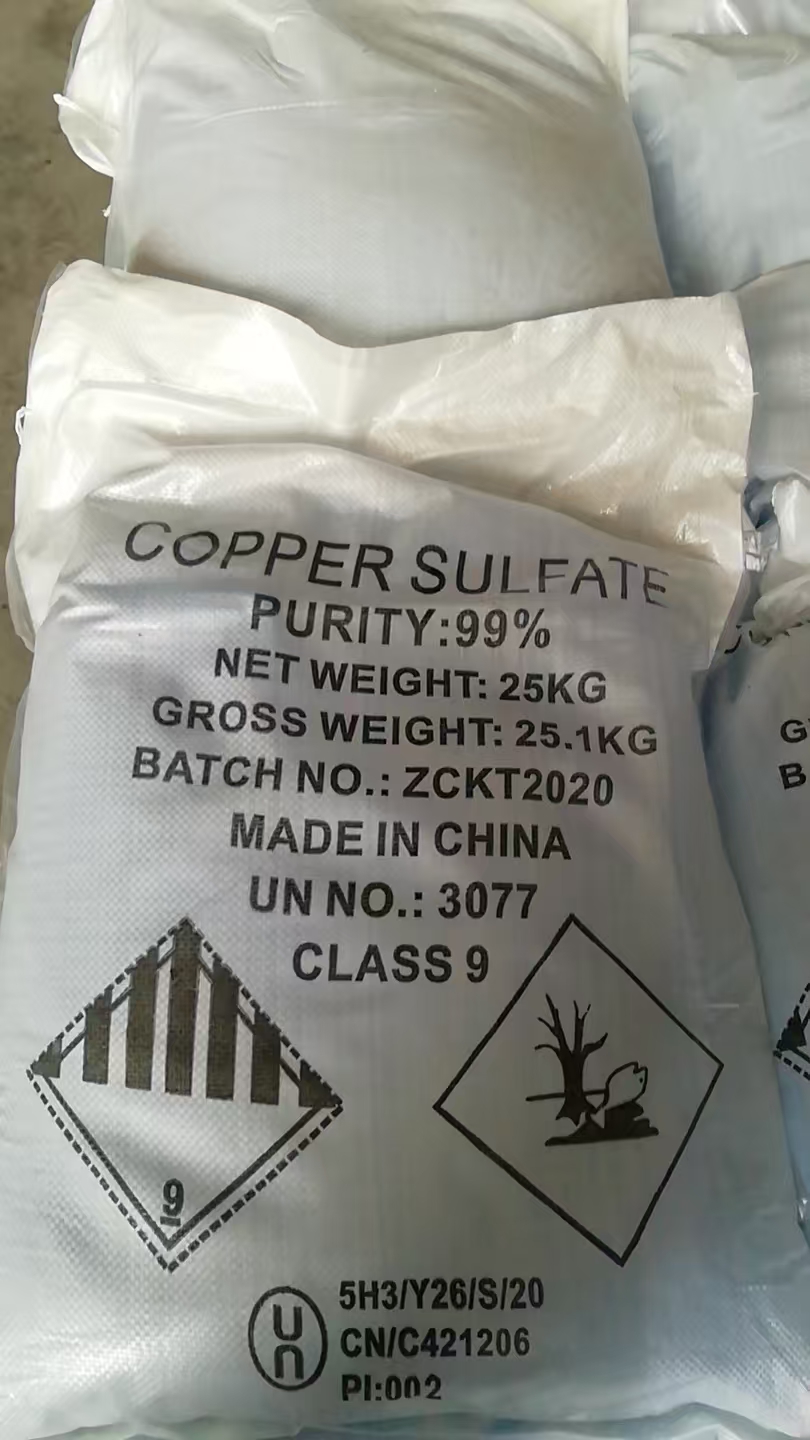 COPPER SULFATE
PURITY:99%
NET WEIGHT: 25KG
GROSS WEIGHT: 25.1KG
BATCH NO.: ZCKT2020
MADE IN CHINA
UN NO.: 3077
CLASS 9
9
un
5H3/Y26/S/20
CN/C421206
PI:002
G
B